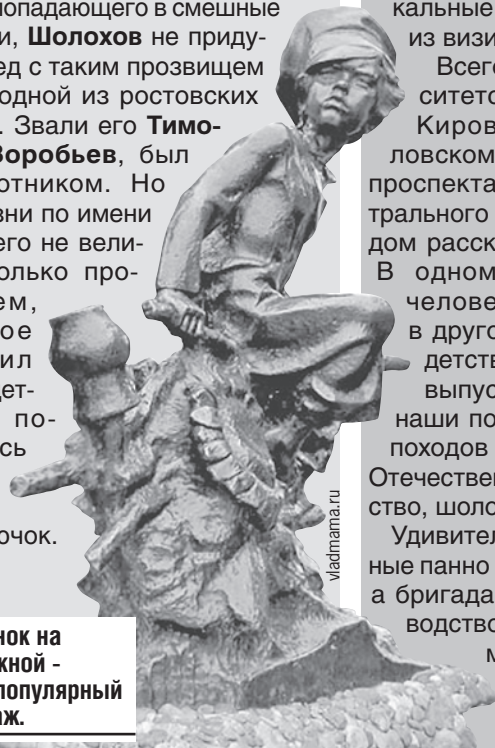 попадающего в смешные
и, Шолохов не приду-
ед с таким прозвищем
одной из ростовских
. Звали его Тимо-
Воробьев, был
отником. Но
зни по имени
его не вели-
олько про-
ем,
ое
ил
дет-
по-
сь
очок.
нок на
жной -
популярный
аж.
vladmama.ru
кальные
из визи
Всего
ситетс
Киров
ловском
проспекта
трального
дом расск
В одном
челове
в друго
детств
выпус
наши по
походов
Отечествен
ство, шоло
Удивител
ные панно
а бригада
водство
м